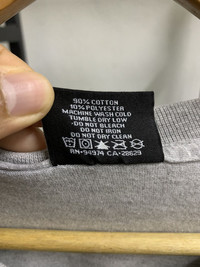 90% COTTON
10% POLYESTER
MACHINE WASH COLD
TUMBLE DRY LOW
-DO NOT BLEACH
DO NOT IRON
DO NOT DRY CLEAN
RN•94974 CA•28629